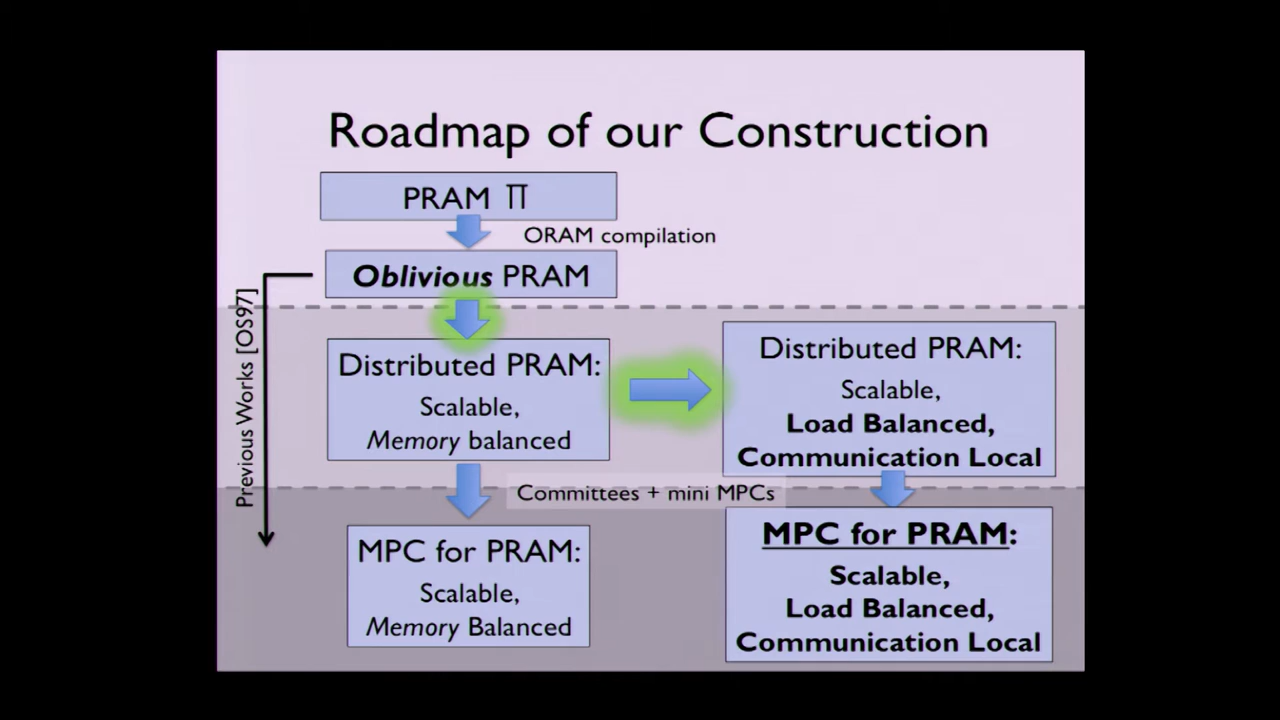 Roadmap of our Construction
PRAM Π
ORAM compilation
Oblivious PRAM
Previous Works [OS97]
Distributed PRAM:
Scalable,
Memory balanced
Distributed PRAM:
Scalable,
Load Balanced,
Communication Local
Committees + mini MPCs
MPC for PRAM:
Scalable,
Memory Balanced
MPC for PRAM:
Scalable,
Load Balanced,
Communication Local